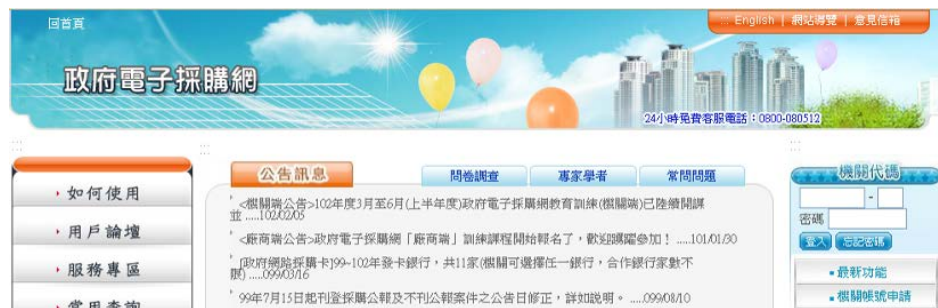 回首頁
::: English | 網站導覽 | 意見信箱
政府電子採購網
24小時免費客服電話：0800-080512
:::
:::
:::
如何使用
用戶論壇
服務專區
常用查詢
公告訊息
問卷調查
專家學者
常問問題
<機關端公告>102年度3月至6月(上半年度)政府電子採購網教育訓練(機關端)已陸續開課
並 .....102/02/05
<廠商端公告>政府電子採購網「廠商端」訓練課程開始報名了，歡迎踴躍參加！ .....101/01/30
[政府網路採購卡]99-102年發卡銀行，共11家(機關可選擇任一銀行，合作銀行家數不
限) .....099/03/16
99年7月15日起刊登採購公報及不刊公報案件之公告日修正，詳如說明。 .....099/08/10
機關代碼
-
密碼
登入
忘記密碼
最新功能
機關帳號申請